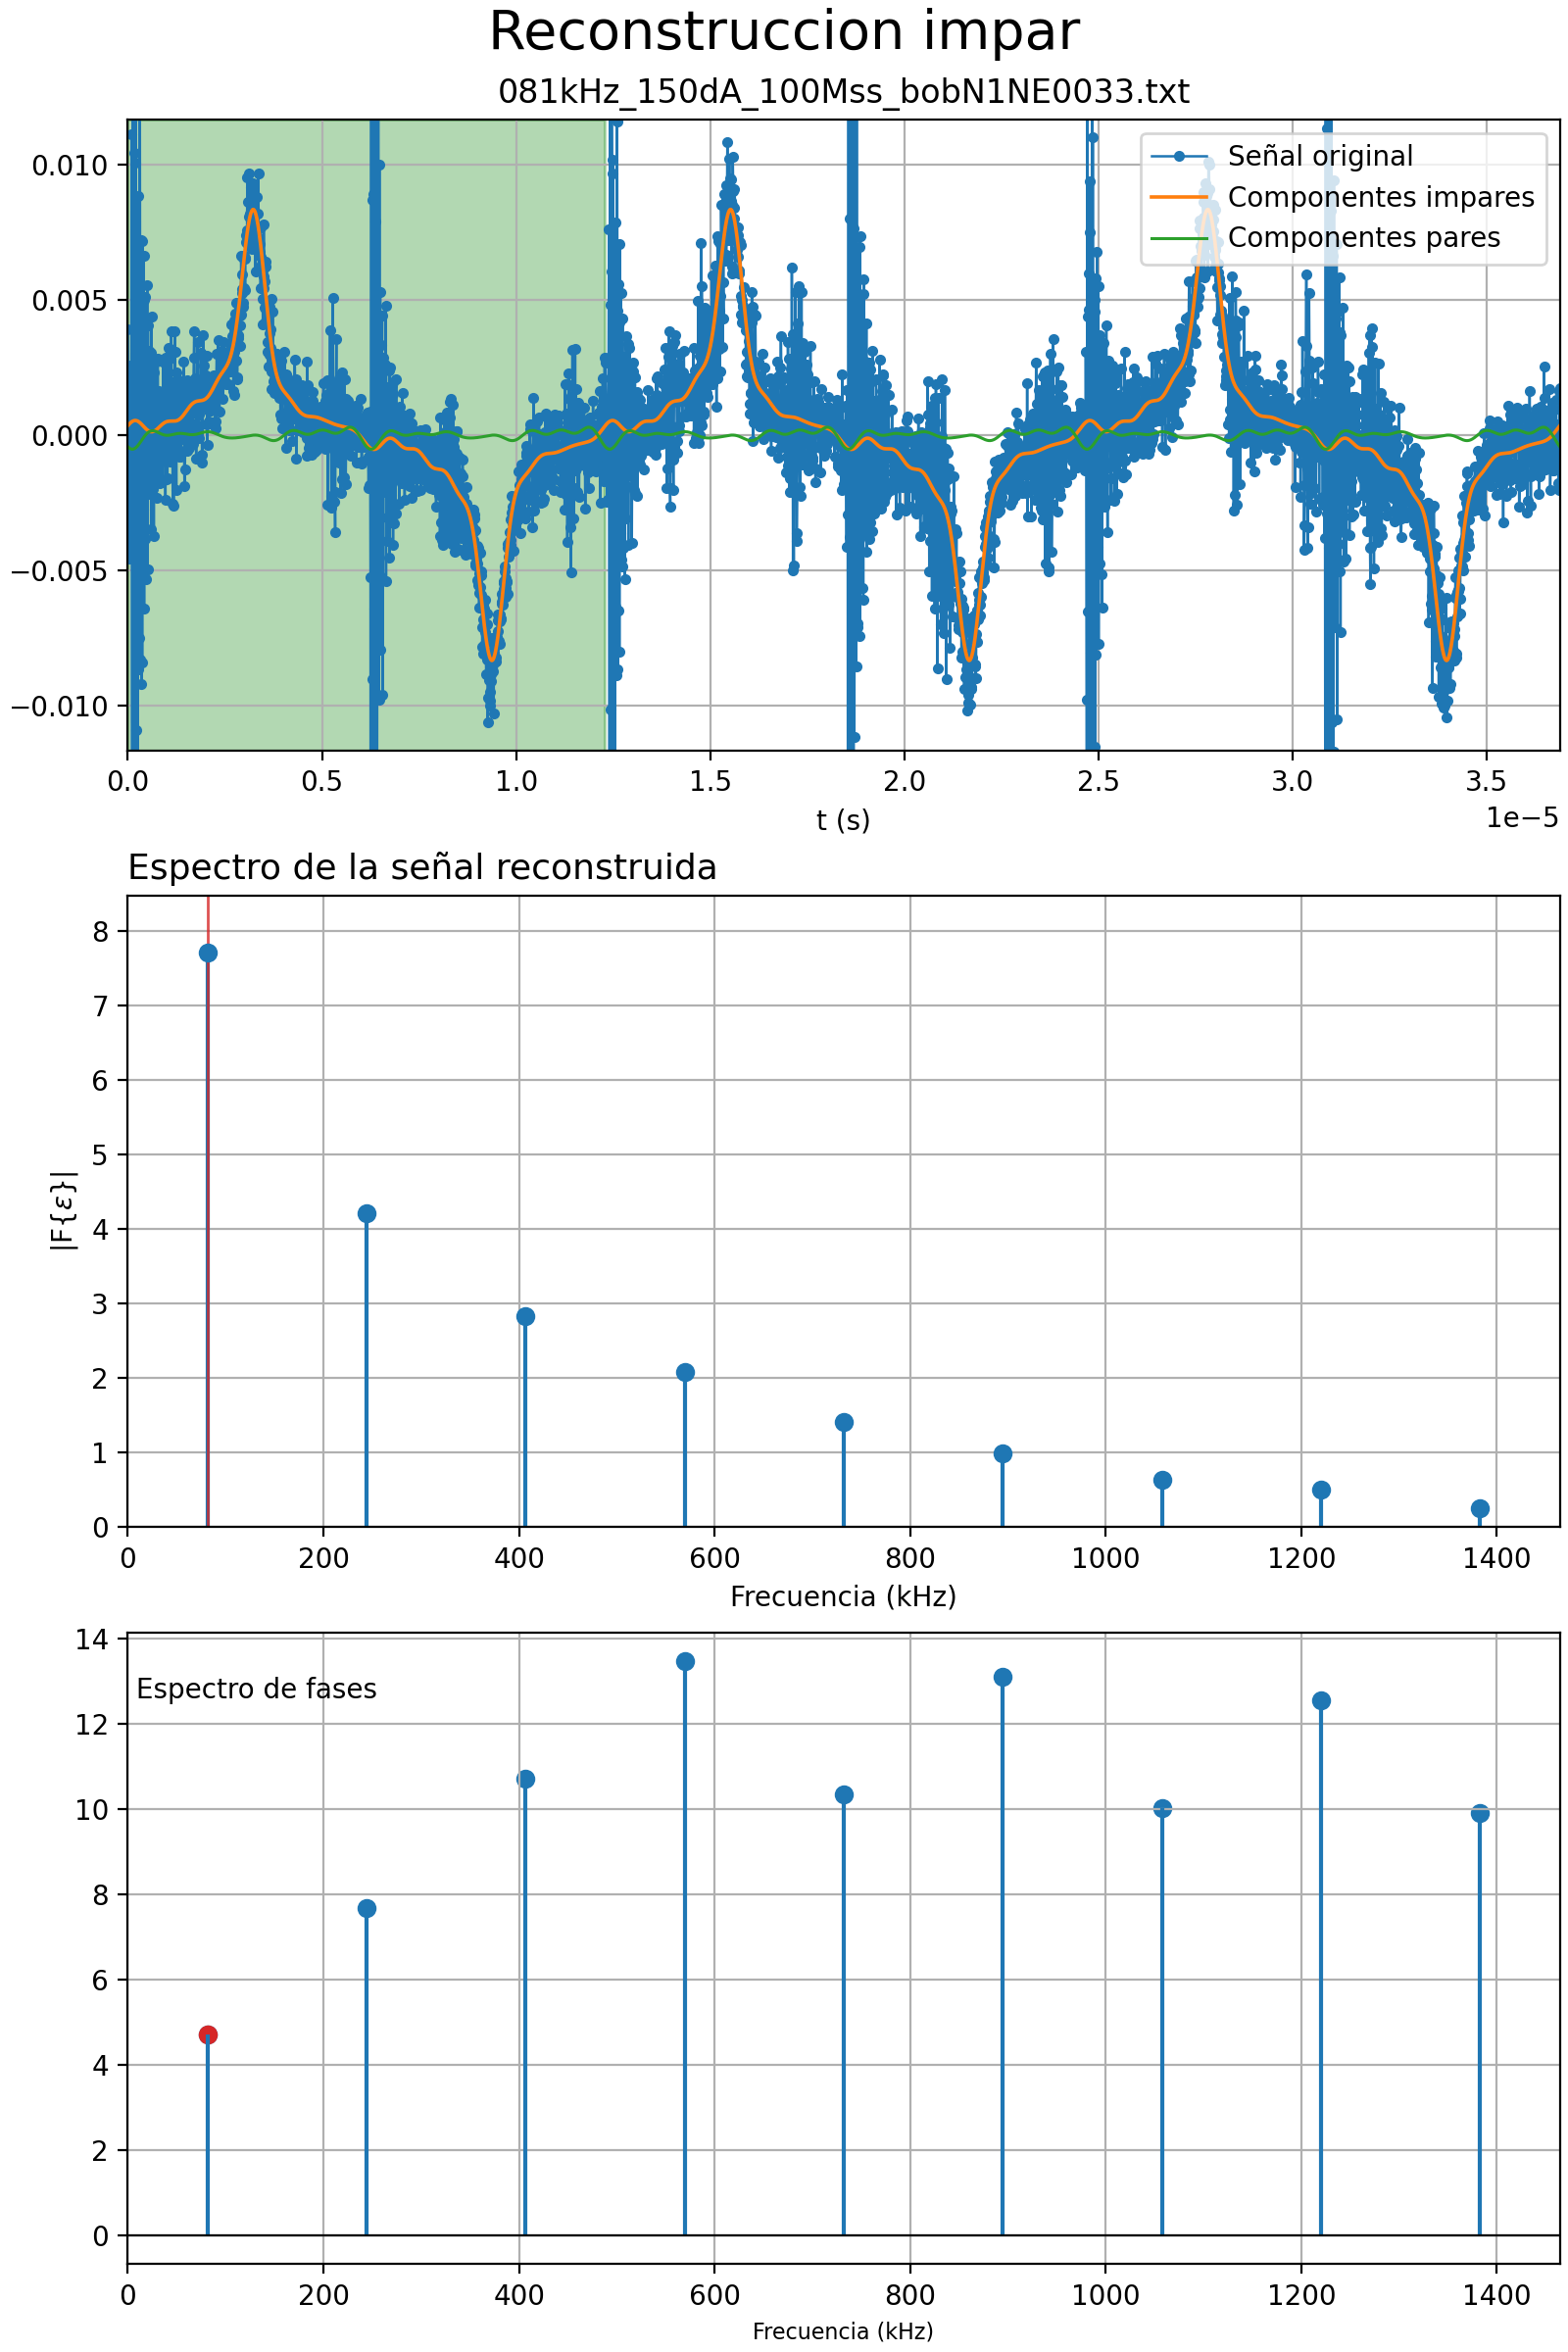 Reconstruccion impar
081kHz_150dA_100Mss_bobN1NE0033.txt
0.010
0.005
0.000
−0.005
−0.010
Señal original
Componentes impares
Componentes pares
0.0 0.5 1.0 1.5 2.0 2.5 3.0 3.5
t (s)
1e−5
Espectro de la señal reconstruida
8
7
6
5
4
3
2
1
0
|F{ε}|
0 200 400 600 800 1000 1200 1400
Frecuencia (kHz)
14
12
10
8
6
4
2
0
Espectro de fases
0 200 400 600 800 1000 1200 1400
Frecuencia (kHz)